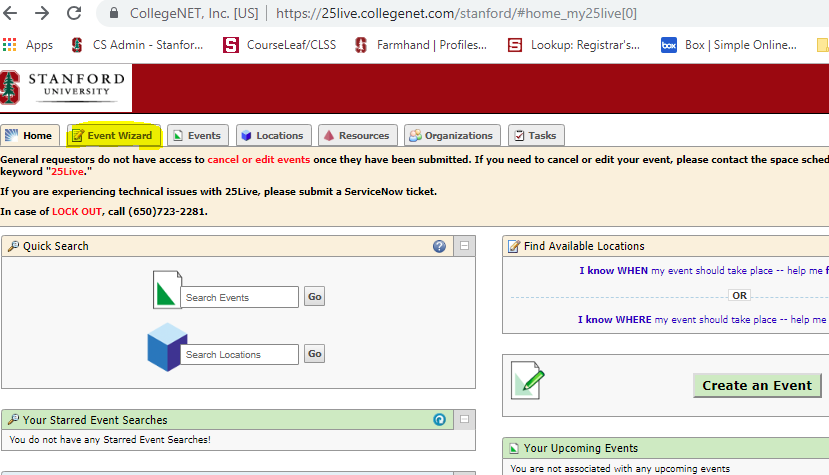 CollegeNET, Inc. [US] | https://25live.collegenet.com/stanford/#home_my25live[0]
Apps CS Admin - Stanfor... CourseLeaf/CLSS Farmhand | Profiles... Lookup: Registrar's... box Box | Simple Online...
STANFORD
UNIVERSITY
Home Event Wizard Events Locations Resources Organizations Tasks
General requestors do not have access to cancel or edit events once they have been submitted. If you need to cancel or edit your event, please contact the space sched
keyword "25Live."
If you are experiencing technical issues with 25Live, please submit a ServiceNow ticket.
In case of LOCK OUT, call (650)723-2281.
Quick Search ?
Search Events Go
Search Locations Go
Your Starred Event Searches
You do not have any Starred Event Searches!
Find Available Locations
I know WHEN my event should take place -- help me f
OR
I know WHERE my event should take place -- help me
Create an Event
Your Upcoming Events
You are not associated with any upcoming events